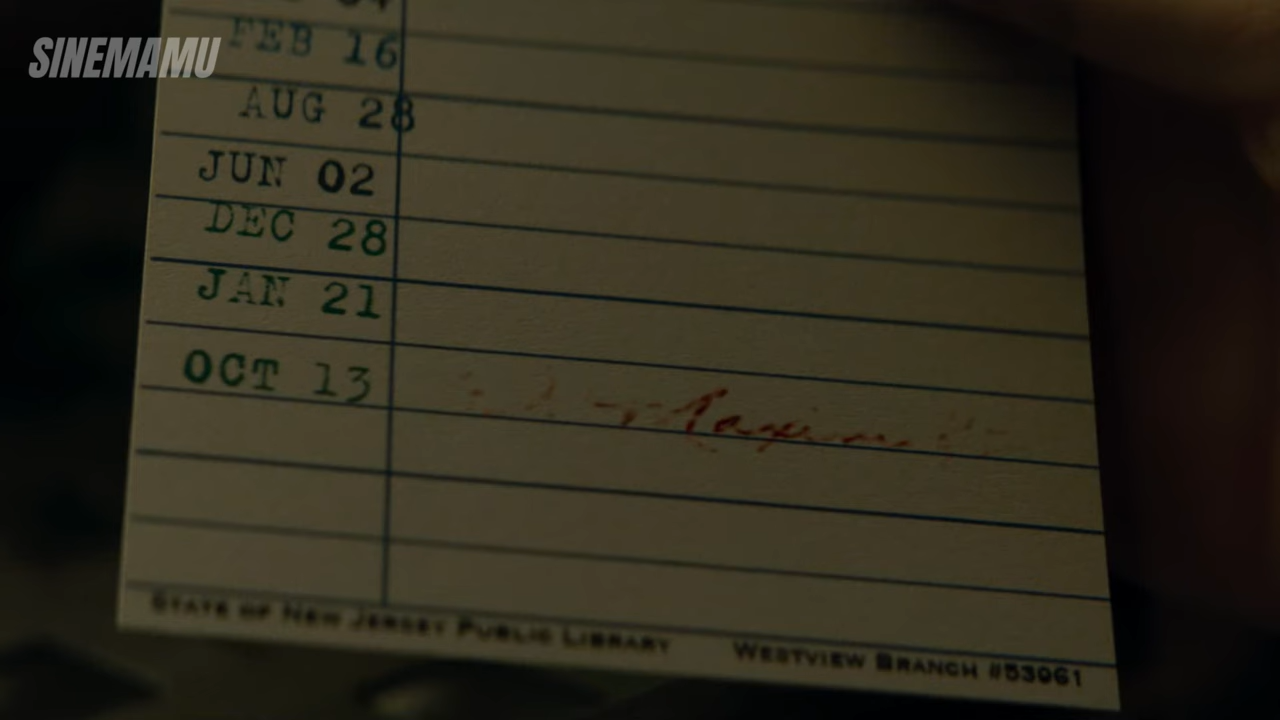 SINEMAMU
FEB 16
AUG 28
JUN 02
DEC 28
JAN 21
OCT 13
STATE OF NEW JERSEY PUBLIC LIBRARY WESTVIEW BRANCH #53961